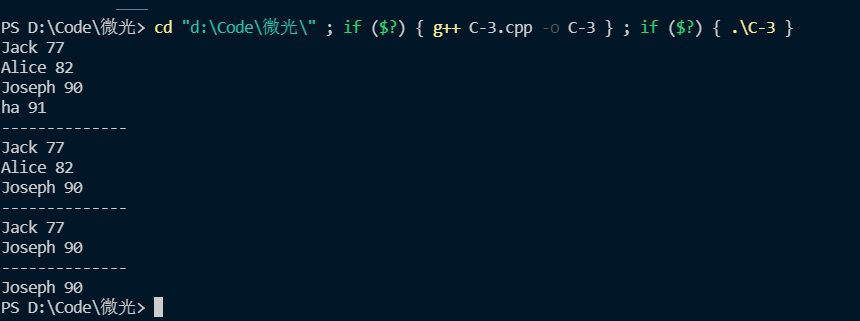 PS D:\Code\微光> cd "d:\Code\微光\" ; if ($?) { g++ C-3.cpp -o C-3 } ; if ($?) { .\C-3 }
Jack 77
Alice 82
Joseph 90
ha 91
--------------
Jack 77
Alice 82
Joseph 90
--------------
Jack 77
Joseph 90
--------------
Joseph 90
PS D:\Code\微光>